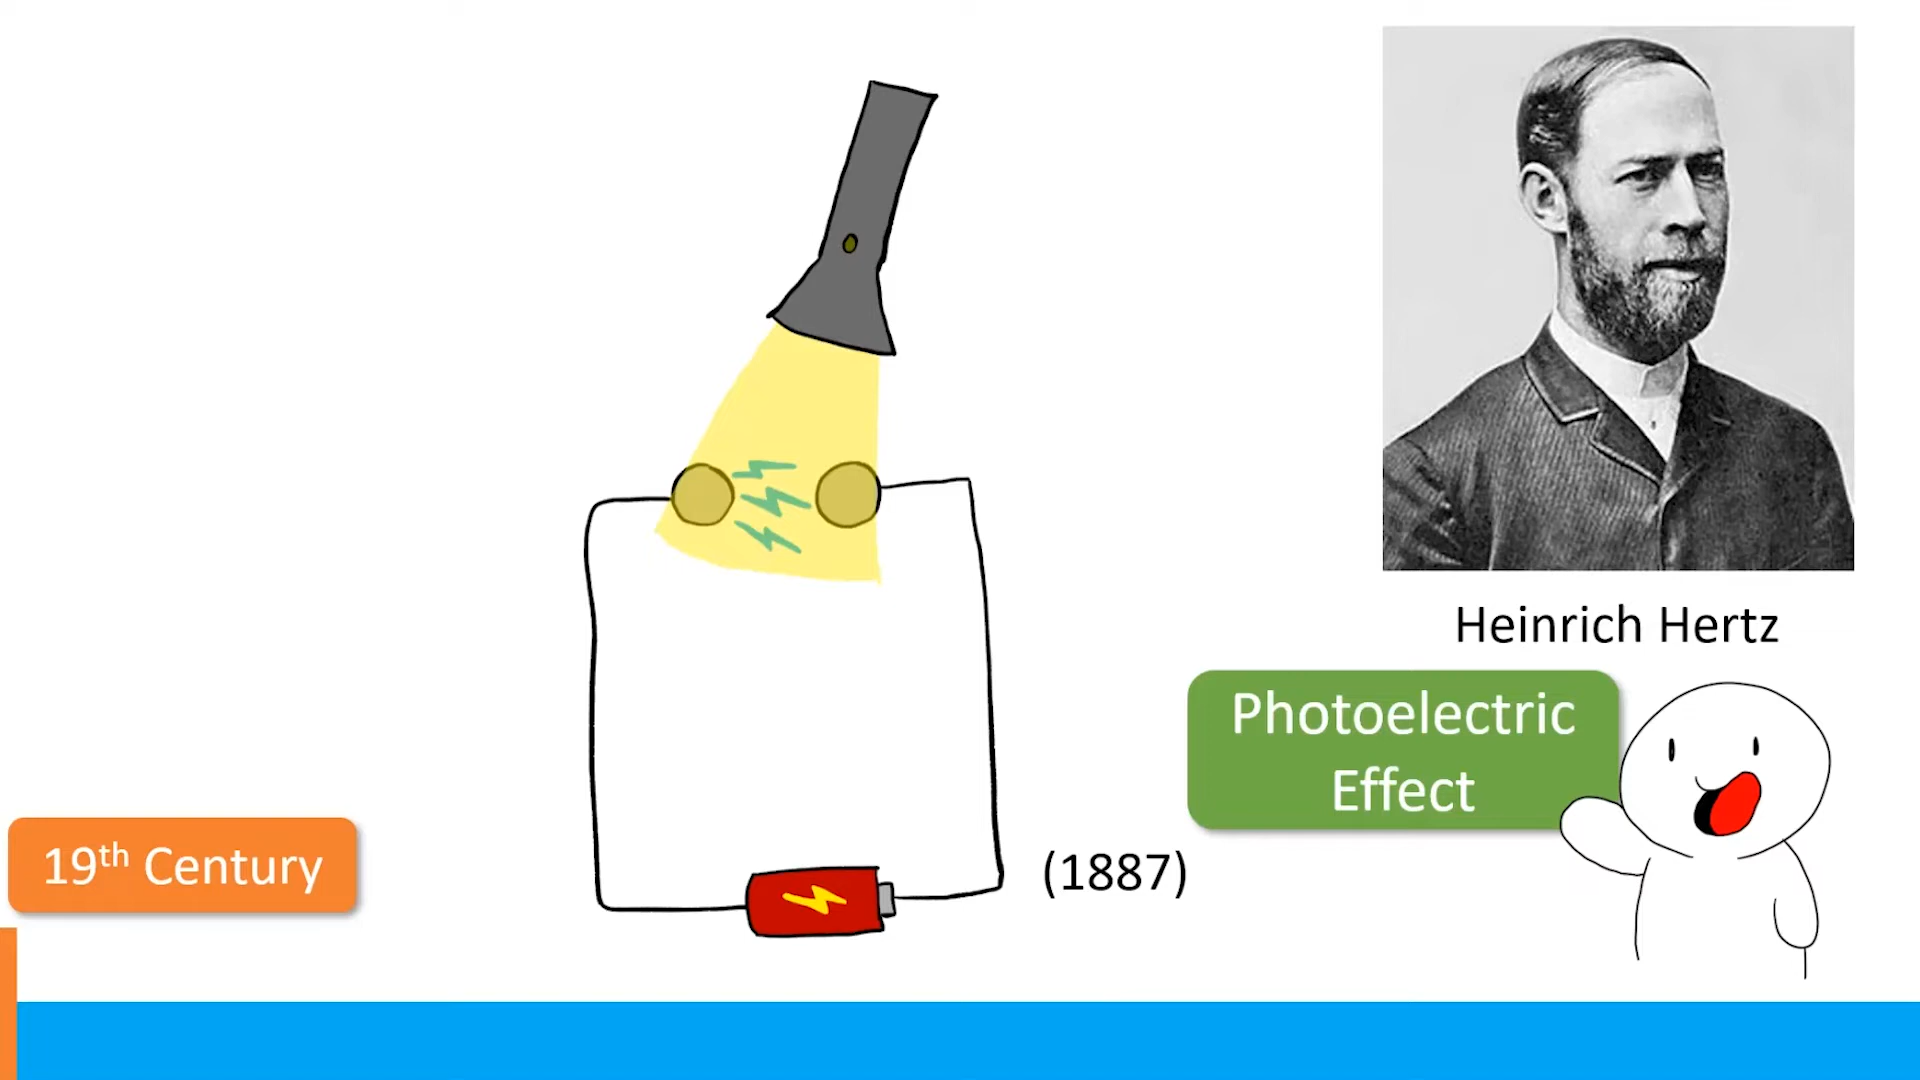 Heinrich Hertz
Photoelectric
Effect
19th Century
(1887)